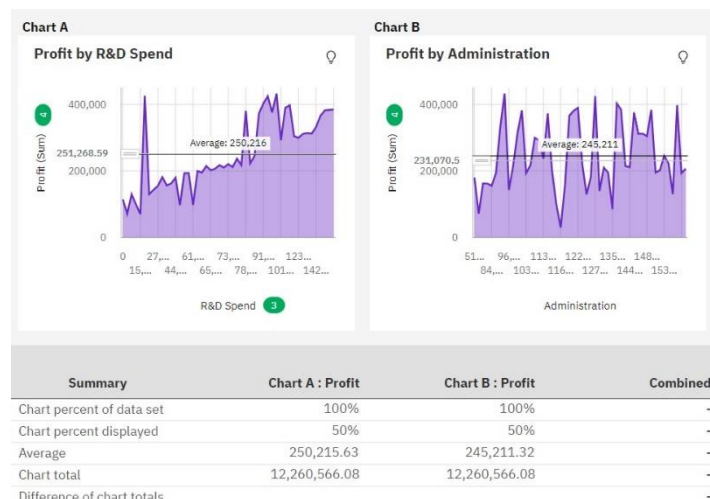 Chart A
Profit by R&D Spend
4
Profit (Sum)
400,000
251,268.59
200,000
0
Average: 250,216
0 27,... 61,... 73,... 91,... 123...
15,... 44,... 65,... 78,... 101... 142...
R&D Spend 3
Chart B
Profit by Administration
4
Profit (Sum)
400,000
231,070.5
200,000
0
Average: 245,211
51... 96,... 113... 122... 135... 148...
84,... 103... 116... 127... 144... 153...
Administration
Summary Chart A : Profit Chart B : Profit Combined
Chart percent of data set 100% 100% -
Chart percent displayed 50% 50% -
Average 250,215.63 245,211.32 -
Chart total 12,260,566.08 12,260,566.08 -
Difference of chart totals -